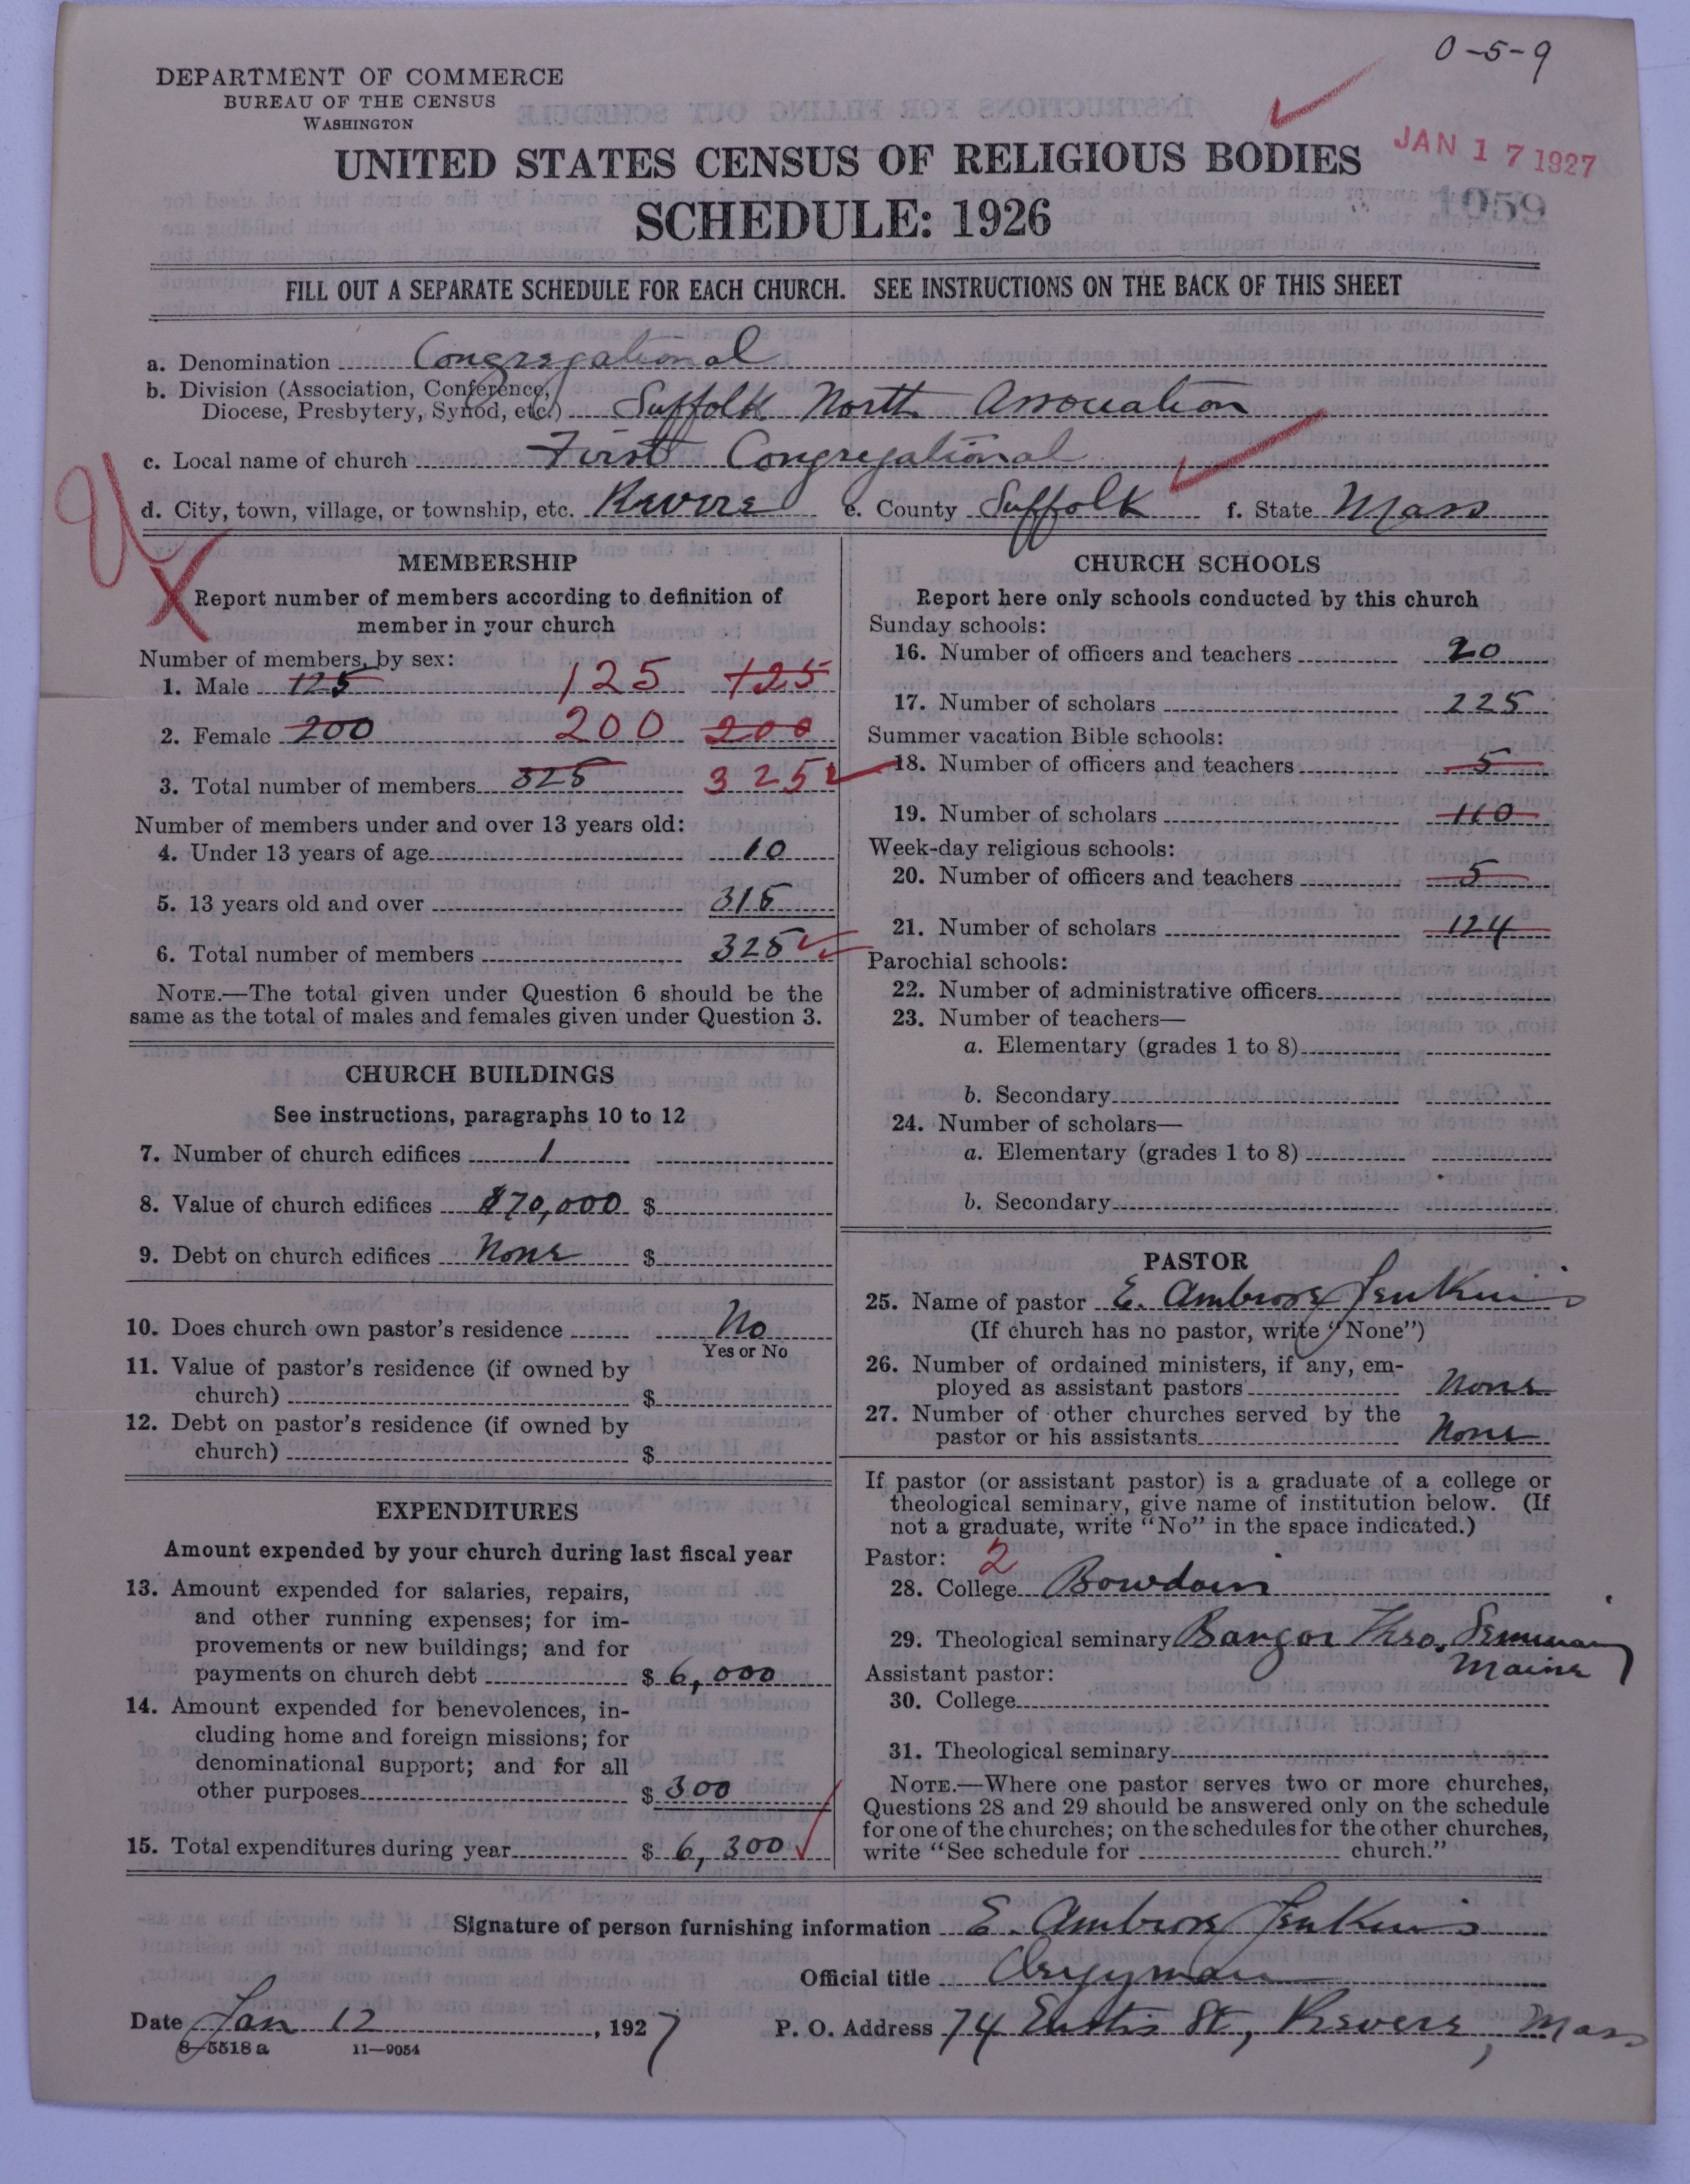 0-5-9
DEPARTMENT OF COMMERCE
BUREAU OF THE CENSUS
WASHINGTON
UNITED STATES CENSUS OF RELIGIOUS BODIES
JAN 17 1927
1059
SCHEDULE: 1926
FILL OUT A SEPARATE SCHEDULE FOR EACH CHURCH. SEE INSTRUCTIONS ON THE BACK OF THIS SHEET
a. Denomination Congregational
b. Division (Association, Conference,
Diocese, Presbytery, Synod, etc.) Suffolk North Association
c. Local name of church First Congregational
d. City, town, village, or township, etc. Revere e. County Suffolk f. State Mass
MEMBERSHIP
Report number of members according to definition of
member in your church
Number of members, by sex:
1. Male 125 125 125
2. Female 200 200 200
3. Total number of members 325 325
Number of members under and over 13 years old:
4. Under 13 years of age 10
5. 13 years old and over 315
6. Total number of members 325
NOTE.—The total given under Question 6 should be the
same as the total of males and females given under Question 3.
CHURCH BUILDINGS
See instructions, paragraphs 10 to 12
7. Number of church edifices 1
8. Value of church edifices $70,000 $
9. Debt on church edifices None $
10. Does church own pastor's residence No
Yes or No
11. Value of pastor's residence (if owned by
church) $
12. Debt on pastor's residence (if owned by
church) $
EXPENDITURES
Amount expended by your church during last fiscal year
13. Amount expended for salaries, repairs,
and other running expenses; for im-
provements or new buildings; and for
payments on church debt $ 6,000
14. Amount expended for benevolences, in-
cluding home and foreign missions; for
denominational support; and for all
other purposes $ 300
15. Total expenditures during year $ 6,300
CHURCH SCHOOLS
Report here only schools conducted by this church
Sunday schools:
16. Number of officers and teachers 20
17. Number of scholars 225
Summer vacation Bible schools:
18. Number of officers and teachers 5
19. Number of scholars 110
Week-day religious schools:
20. Number of officers and teachers 5
21. Number of scholars 124
Parochial schools:
22. Number of administrative officers
23. Number of teachers—
a. Elementary (grades 1 to 8)
b. Secondary
24. Number of scholars—
a. Elementary (grades 1 to 8)
b. Secondary
PASTOR
25. Name of pastor E. Ambrose Jenkins
(If church has no pastor, write "None")
26. Number of ordained ministers, if any, em-
ployed as assistant pastors None
27. Number of other churches served by the
pastor or his assistants None
If pastor (or assistant pastor) is a graduate of a college or
theological seminary, give name of institution below. (If
not a graduate, write "No" in the space indicated.)
Pastor: 2
28. College Bowdoin
29. Theological seminary Bangor Theo. Seminary
Maine
Assistant pastor:
30. College
31. Theological seminary
NOTE.—Where one pastor serves two or more churches,
Questions 28 and 29 should be answered only on the schedule
for one of the churches; on the schedules for the other churches,
write "See schedule for church."
Signature of person furnishing information E. Ambrose Jenkins
Official title Clergyman
Date Jan 12, 1927 P. O. Address 74 Eustis St, Revere, Mass
8-5518a 11—9054